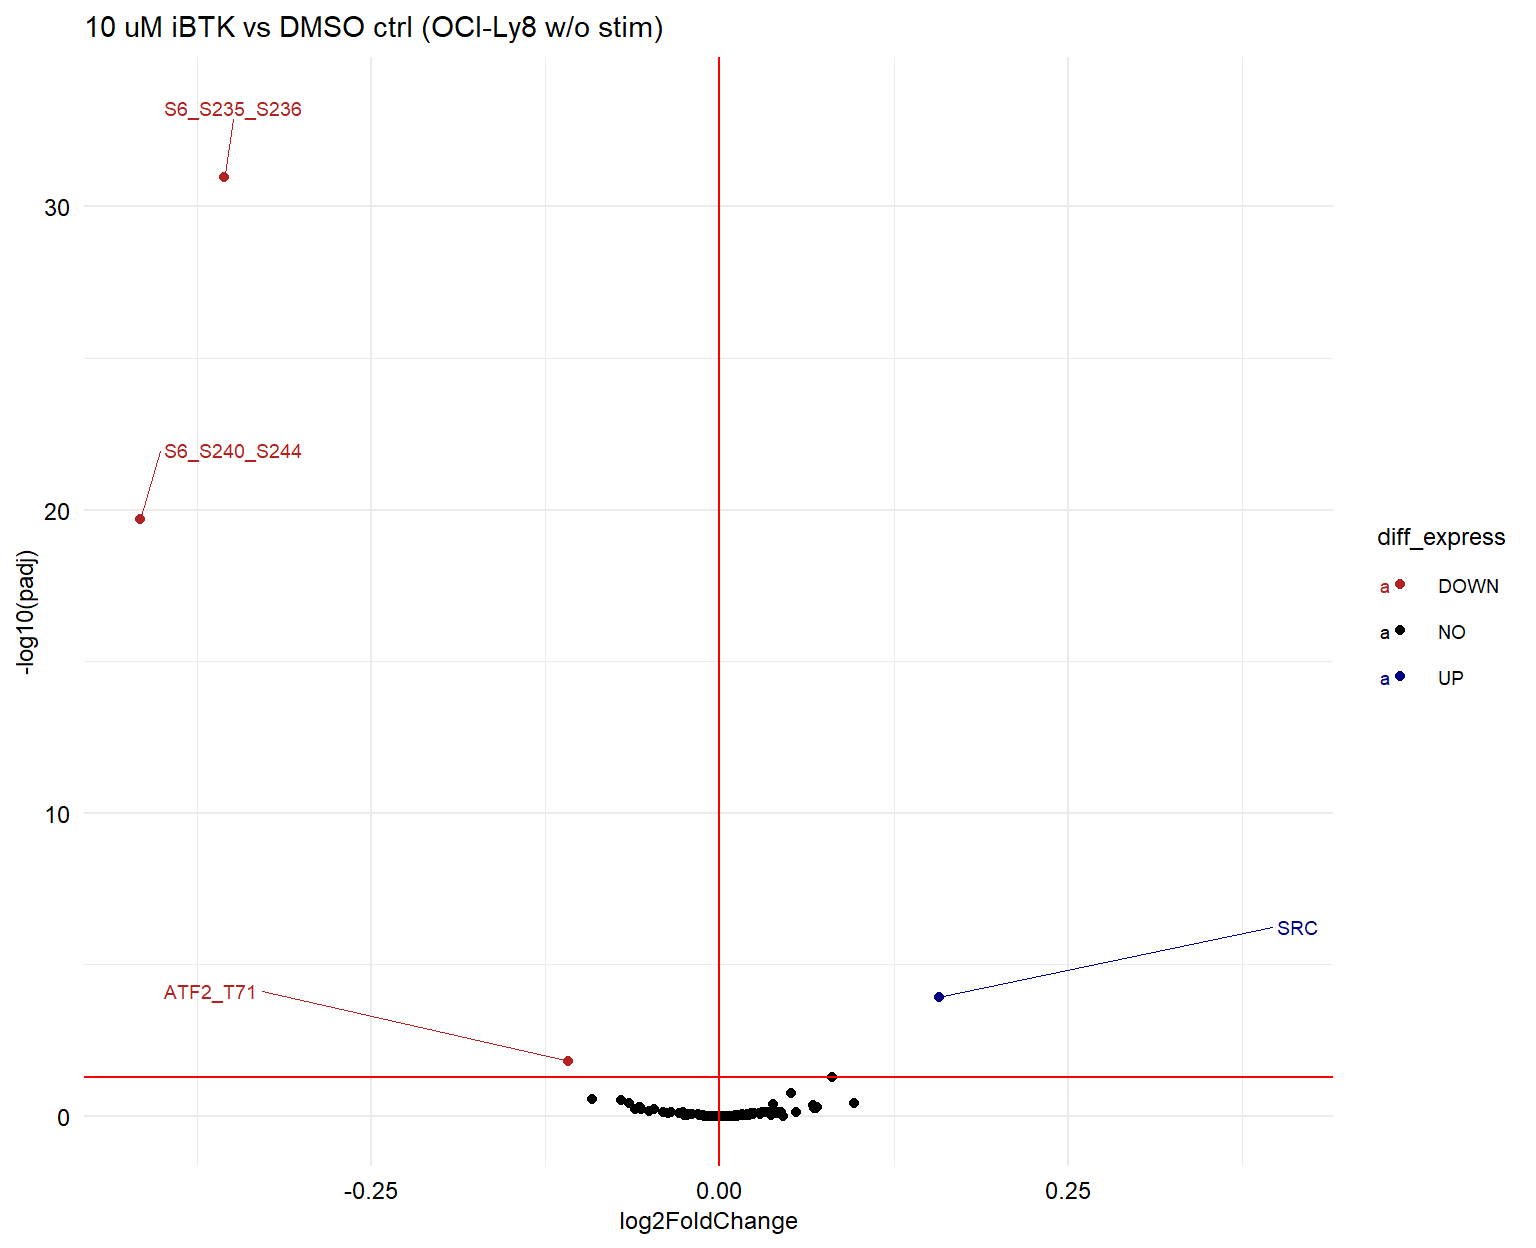 10 uM iBTK vs DMSO ctrl (OCI-Ly8 w/o stim)
S6_S235_S236
30
S6_S240_S244
20
-log10(padj)
diff_express
a DOWN
a NO
a UP
10
SRC
ATF2_T71
0
-0.25 0.00 0.25
log2FoldChange